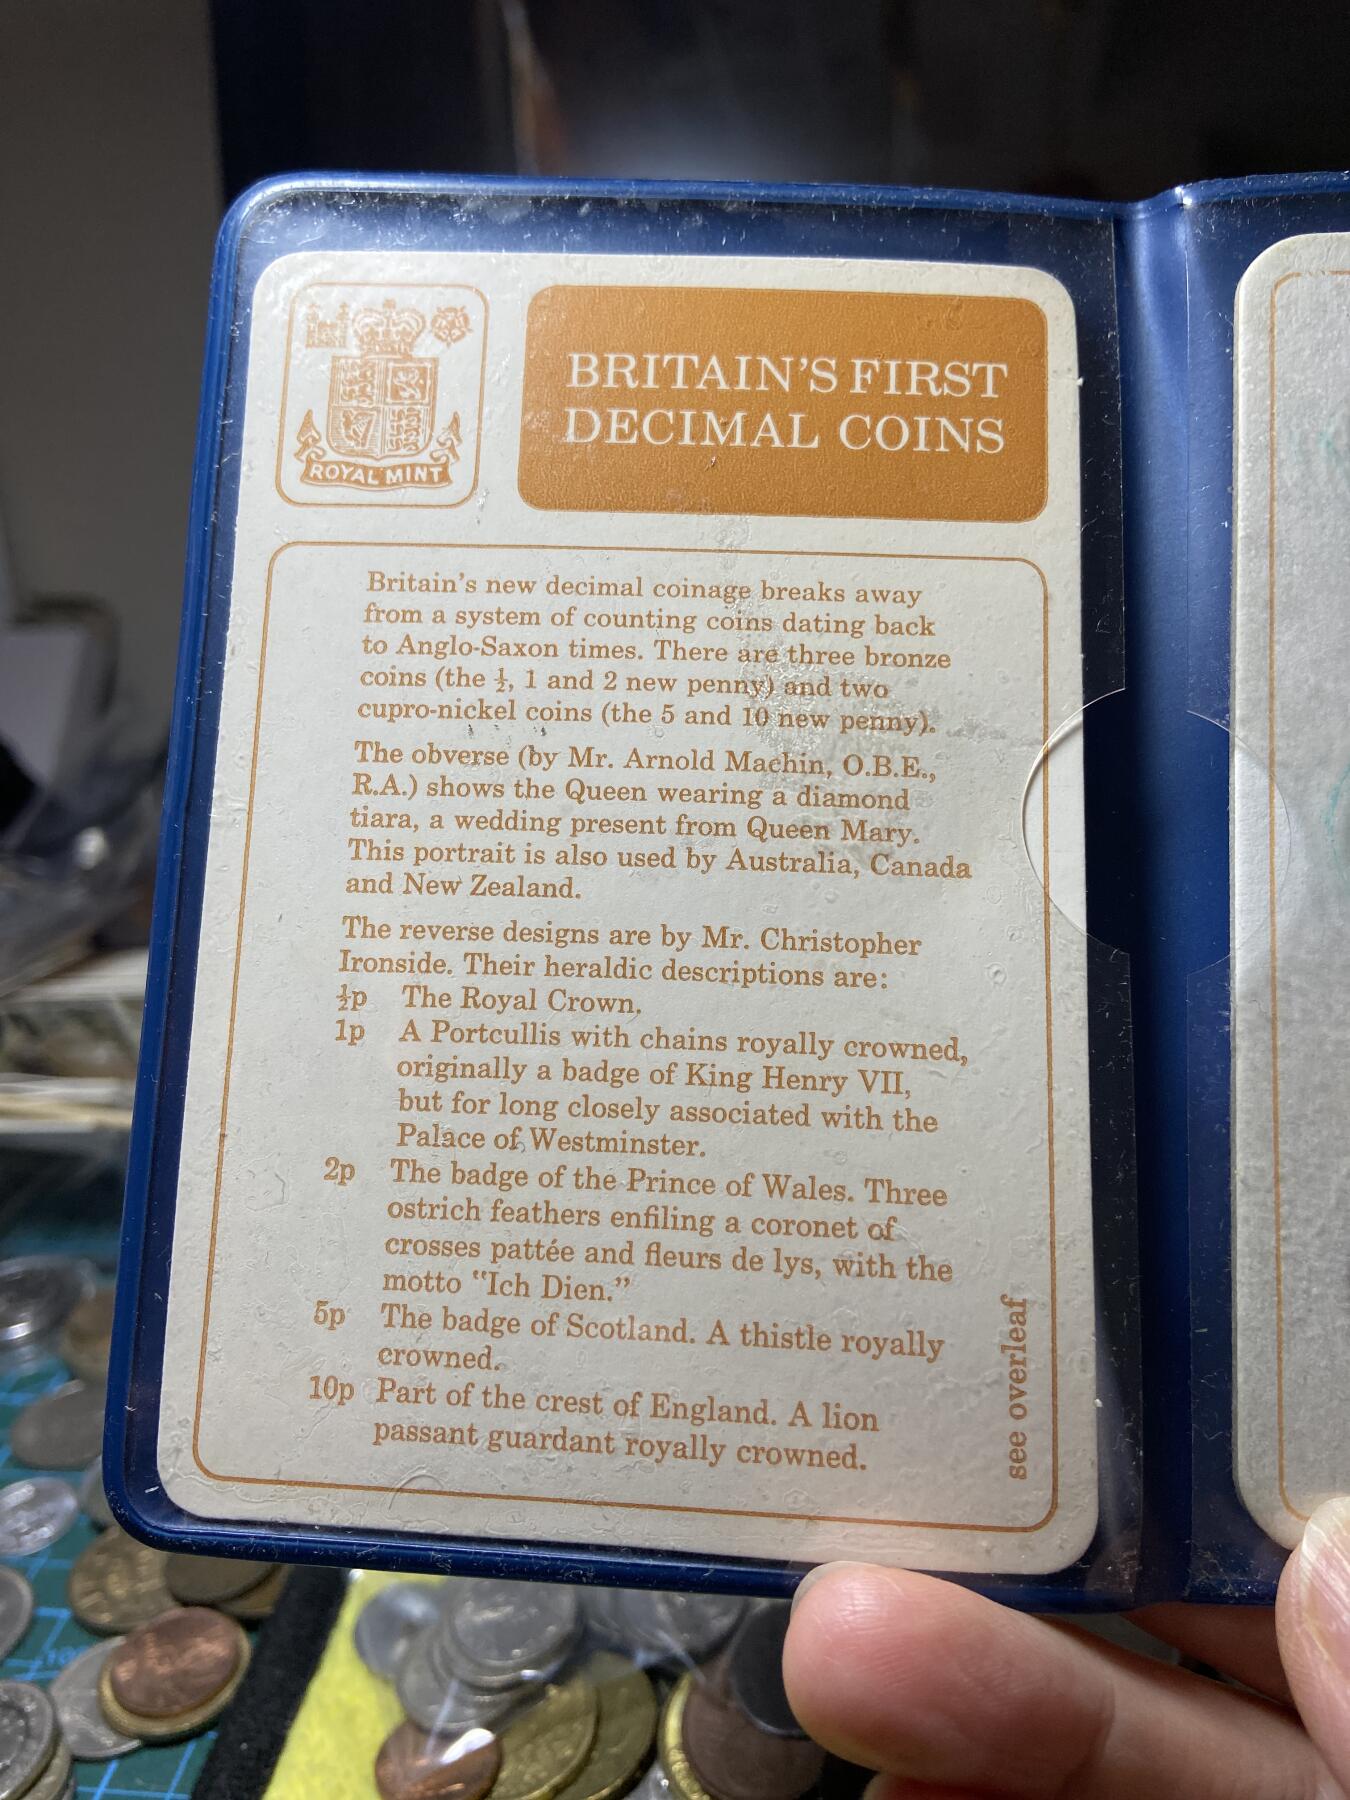 ROYAL MINT
BRITAIN'S FIRST
DECIMAL COINS
Britain's new decimal coinage breaks away
from a system of counting coins dating back
to Anglo-Saxon times. There are three bronze
coins (the ½, 1 and 2 new penny) and two
cupro-nickel coins (the 5 and 10 new penny).
The obverse (by Mr. Arnold Machin, O.B.E.,
R.A.) shows the Queen wearing a diamond
tiara, a wedding present from Queen Mary.
This portrait is also used by Australia, Canada
and New Zealand.
The reverse designs are by Mr. Christopher
Ironside. Their heraldic descriptions are:
½p The Royal Crown.
1p A Portcullis with chains royally crowned,
originally a badge of King Henry VII,
but for long closely associated with the
Palace of Westminster.
2p The badge of the Prince of Wales. Three
ostrich feathers enfiling a coronet of
crosses pattée and fleurs de lys, with the
motto "Ich Dien."
5p The badge of Scotland. A thistle royally
crowned.
10p Part of the crest of England. A lion
passant guardant royally crowned.
see overleaf